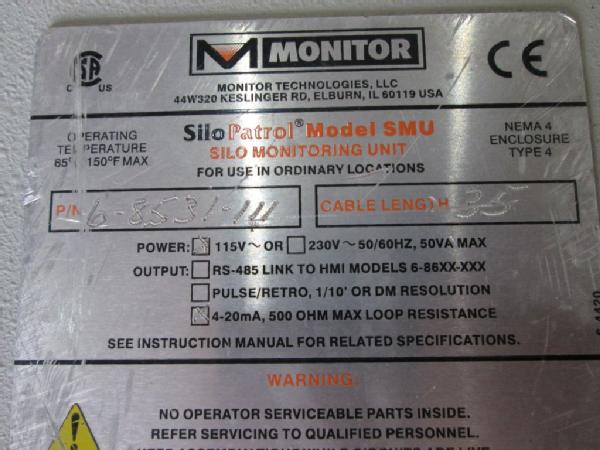 MONITOR
CSA C US
CE
MONITOR TECHNOLOGIES, LLC
44W320 KESLINGER RD, ELBURN, IL 60119 USA
OPERATING
TEMPERATURE
65°C 150°F MAX
SiloPatrol® Model SMU
SILO MONITORING UNIT
FOR USE IN ORDINARY LOCATIONS
NEMA 4
ENCLOSURE
TYPE 4
P/N 6-8531-14
CABLE LENGTH 35
POWER: 115V~ OR 230V~50/60HZ, 50VA MAX
OUTPUT: RS-485 LINK TO HMI MODELS 6-86XX-XXX
PULSE/RETRO, 1/10' OR DM RESOLUTION
4-20mA, 500 OHM MAX LOOP RESISTANCE
SEE INSTRUCTION MANUAL FOR RELATED SPECIFICATIONS.
WARNING:
NO OPERATOR SERVICEABLE PARTS INSIDE.
REFER SERVICING TO QUALIFIED PERSONNEL.